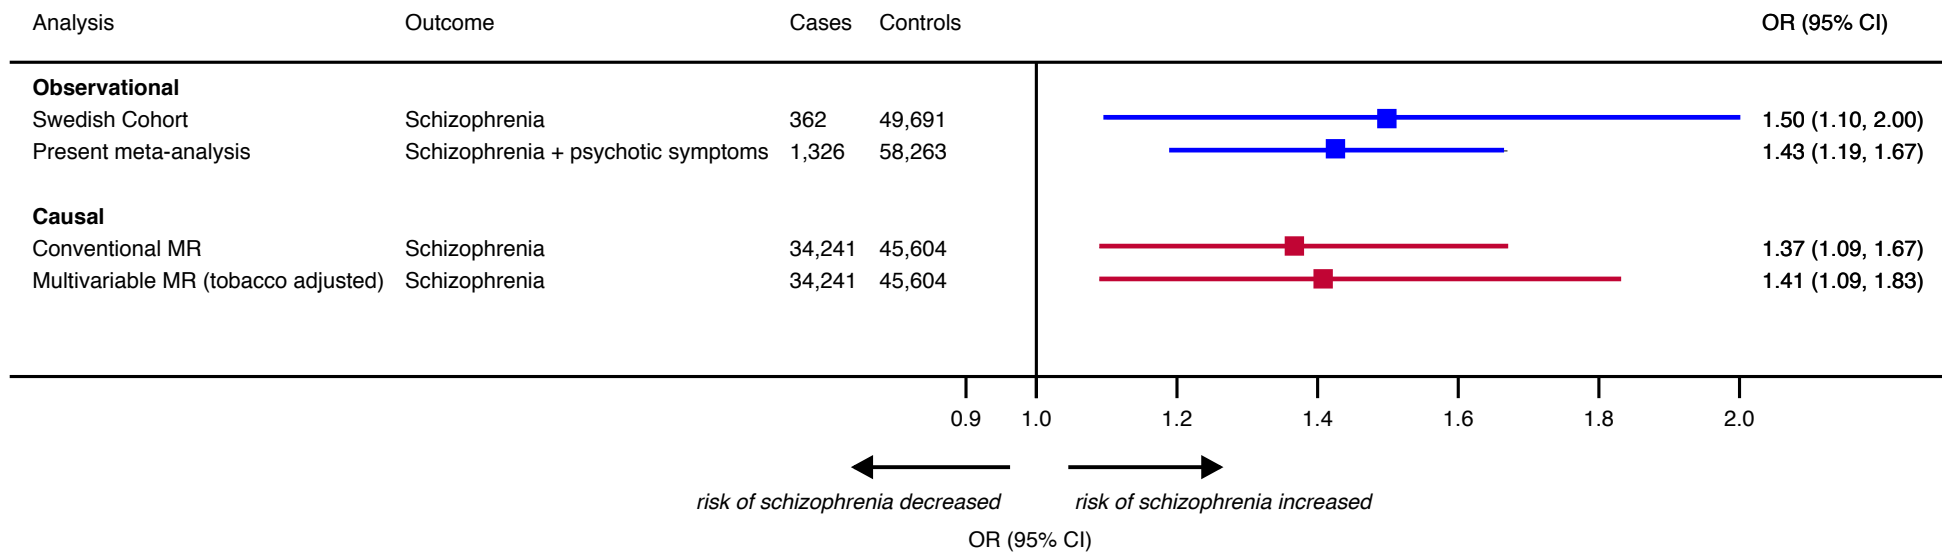 Analysis Outcome Cases Controls OR (95% CI)
Observational
Swedish Cohort Schizophrenia 362 49,691 1.50 (1.10, 2.00)
Present meta-analysis Schizophrenia + psychotic symptoms 1,326 58,263 1.43 (1.19, 1.67)
Causal
Conventional MR Schizophrenia 34,241 45,604 1.37 (1.09, 1.67)
Multivariable MR (tobacco adjusted) Schizophrenia 34,241 45,604 1.41 (1.09, 1.83)
0.9 1.0 1.2 1.4 1.6 1.8 2.0
risk of schizophrenia decreased risk of schizophrenia increased
OR (95% CI)